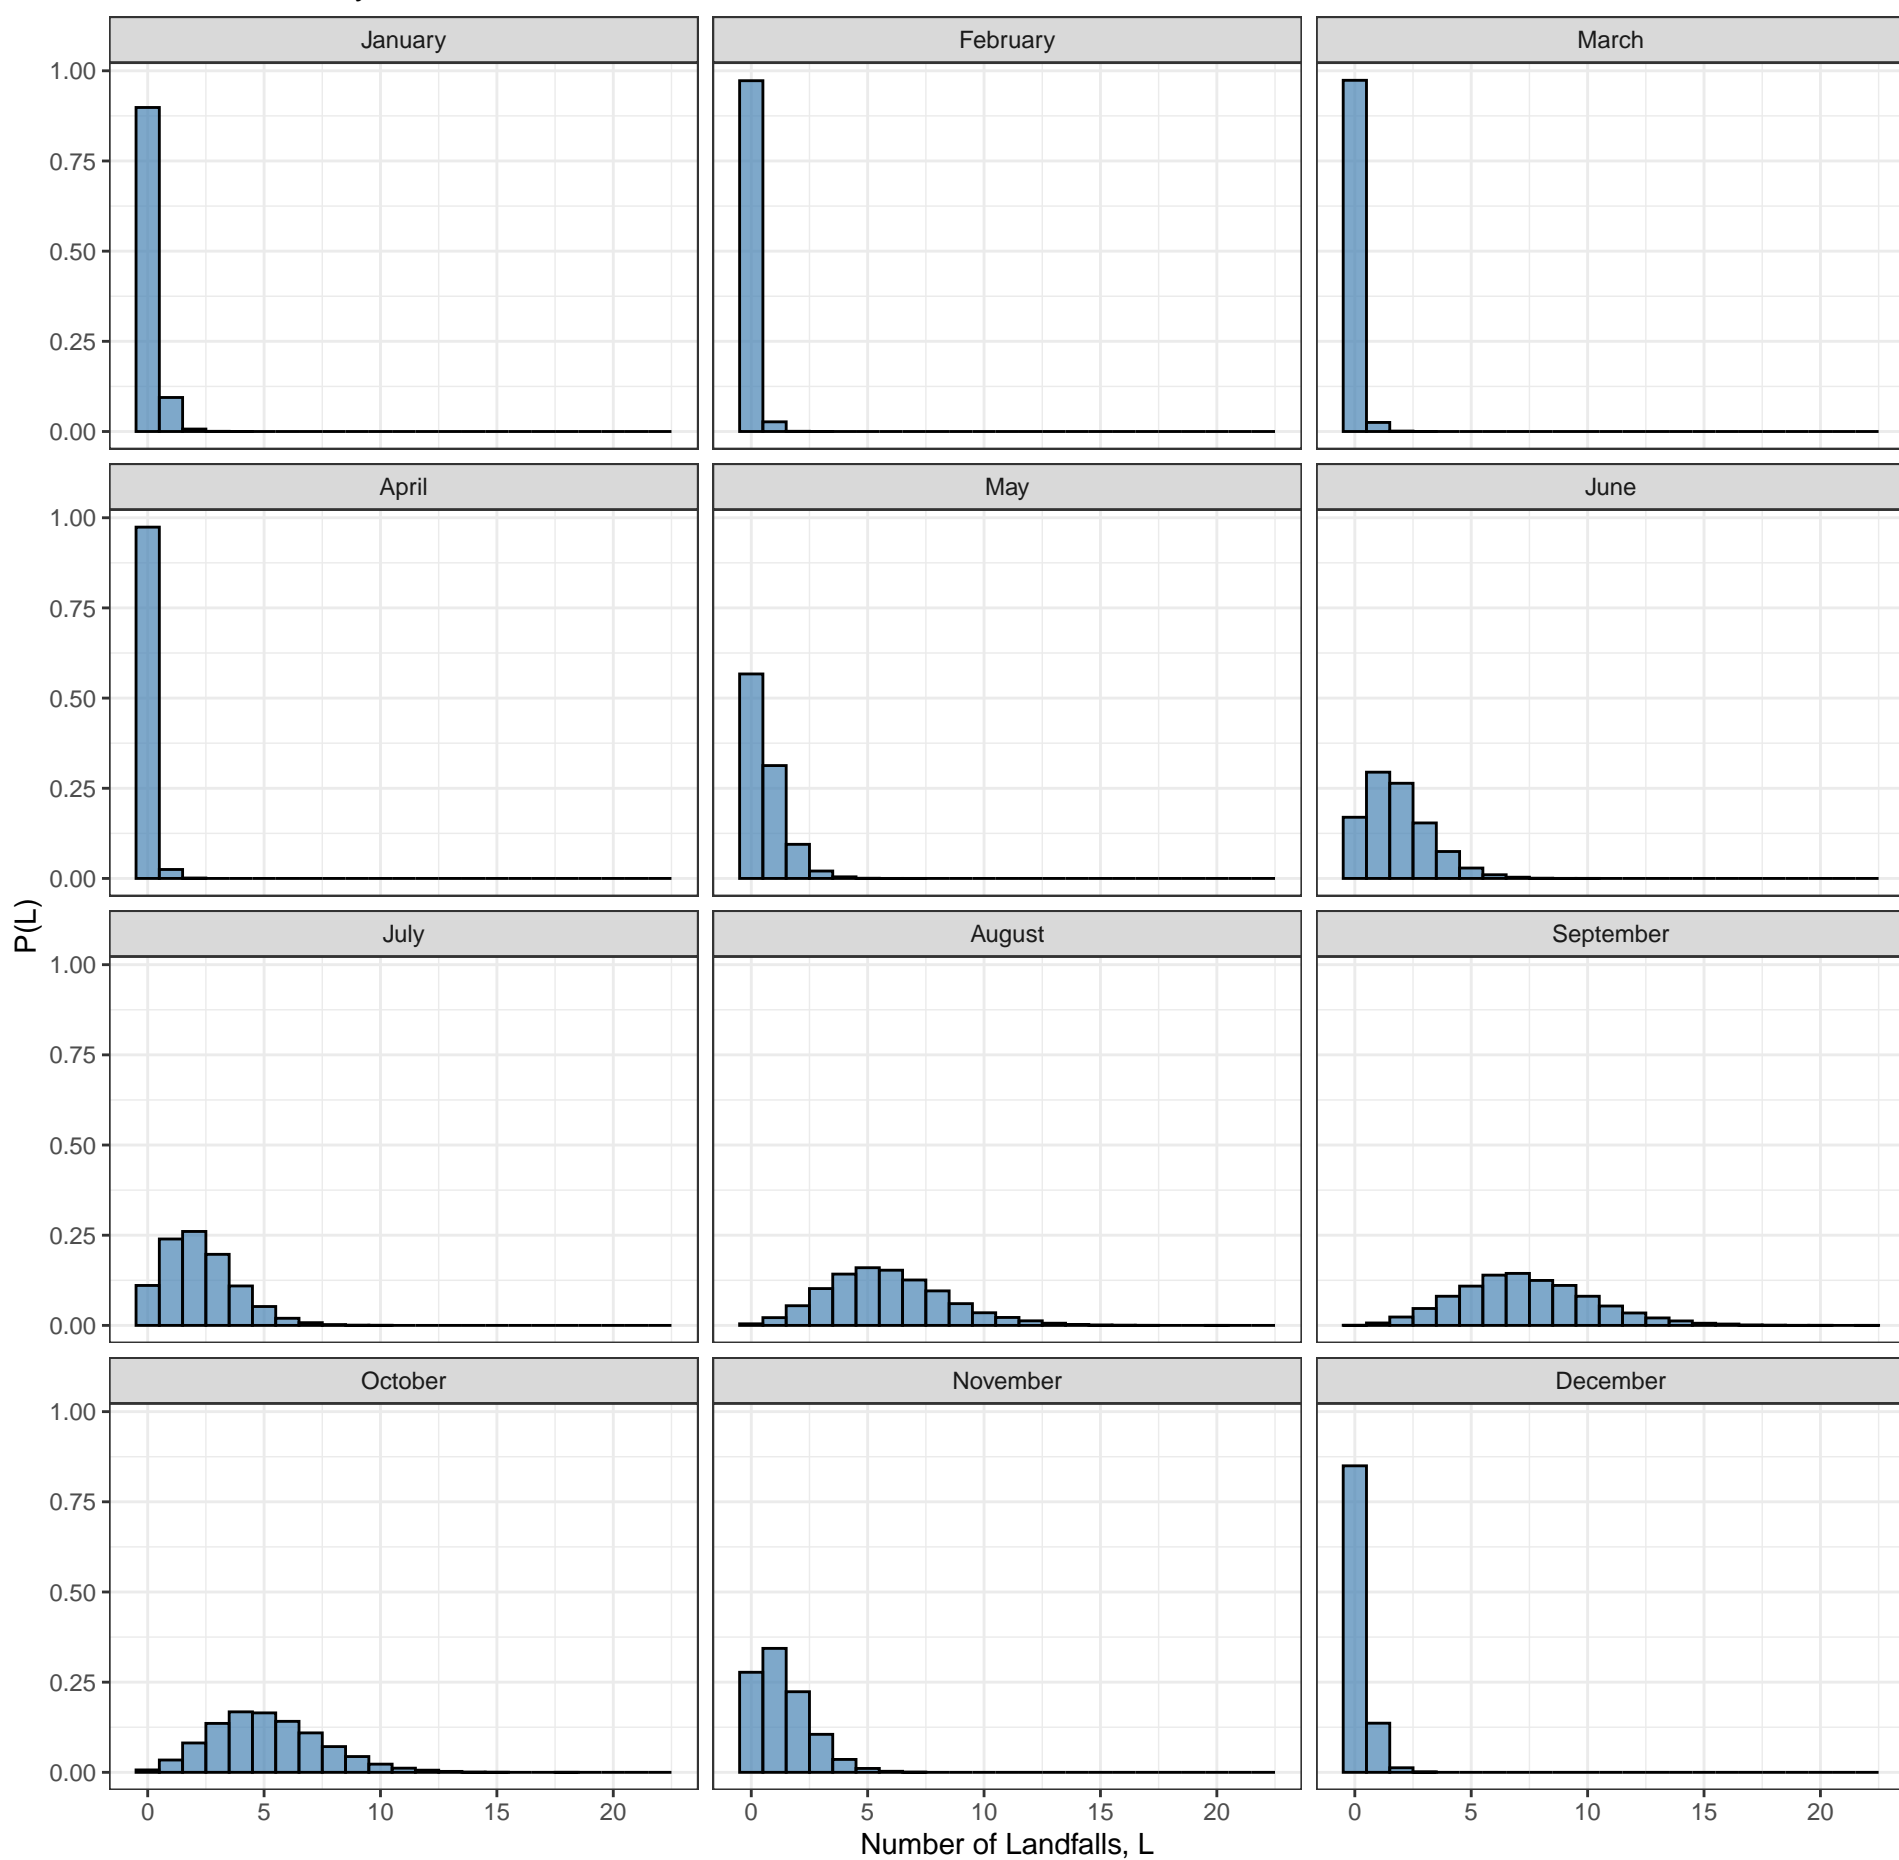 January February March
1.00
0.75
0.50
0.25
0.00
April May June
1.00
0.75
0.50
0.25
0.00
P(L)
July August September
1.00
0.75
0.50
0.25
0.00
October November December
1.00
0.75
0.50
0.25
0.00
0 5 10 15 20 0 5 10 15 20 0 5 10 15 20
Number of Landfalls, L